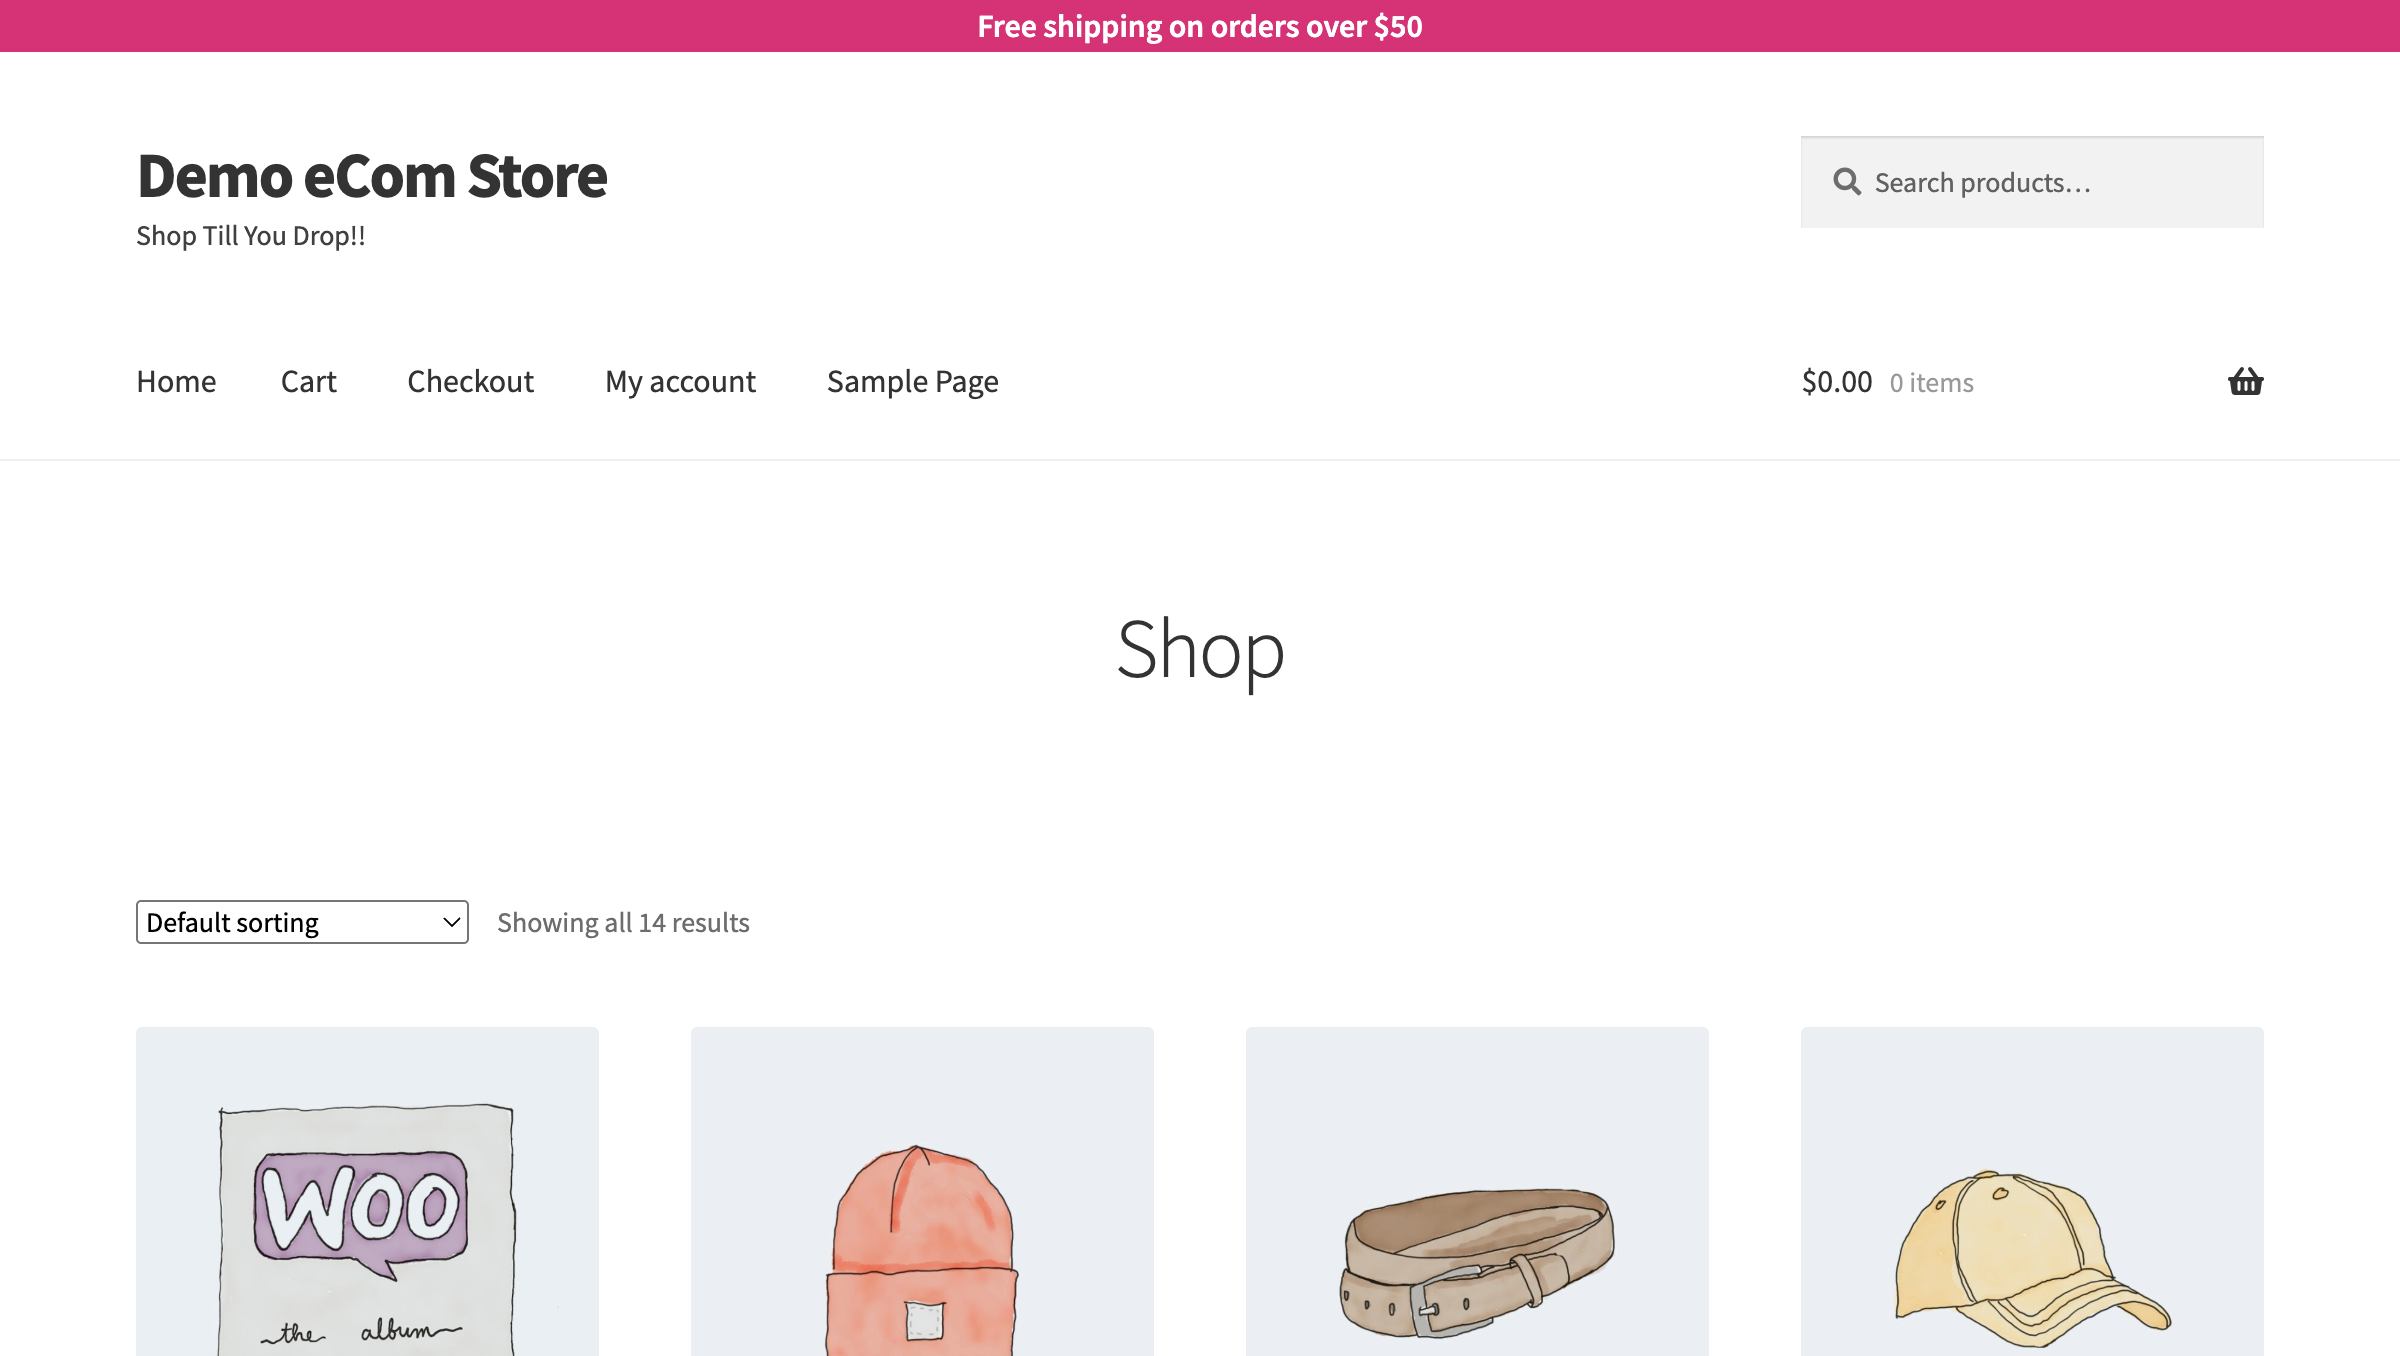 Free shipping on orders over $50
Demo eCom Store
Shop Till You Drop!!
Search products…
Home Cart Checkout My account Sample Page
$0.00 0 items
Shop
Default sorting
Showing all 14 results
WOO
the album